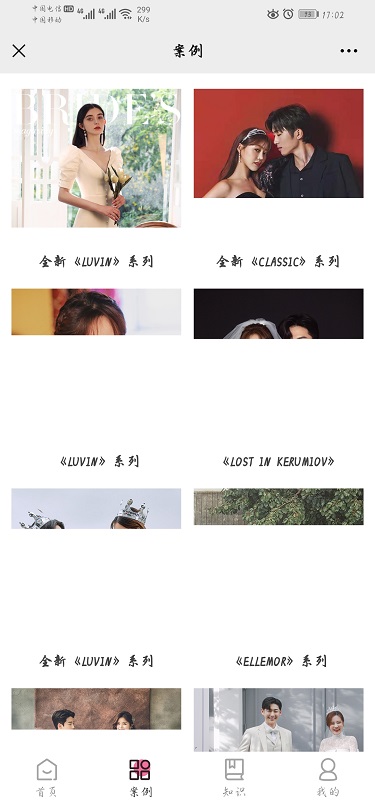 中国电信 HD 4G 4G 299 K/s 73 17:02
中国移动
案例
BRIDES
全新《LUVIN》系列
全新《CLASSIC》系列
《LUVIN》系列
《LOST IN KERUMIOV》
全新《LUVIN》系列
《ELLEMOR》系列
首页
案例
知识
我的